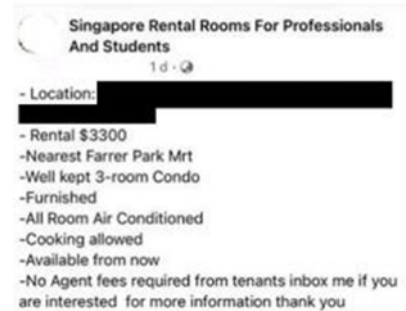 Singapore Rental Rooms For Professionals
And Students
1d ·
- Location:
- Rental $3300
-Nearest Farrer Park Mrt
-Well kept 3-room Condo
-Furnished
-All Room Air Conditioned
-Cooking allowed
-Available from now
-No Agent fees required from tenants inbox me if you
are interested  for more information thank you